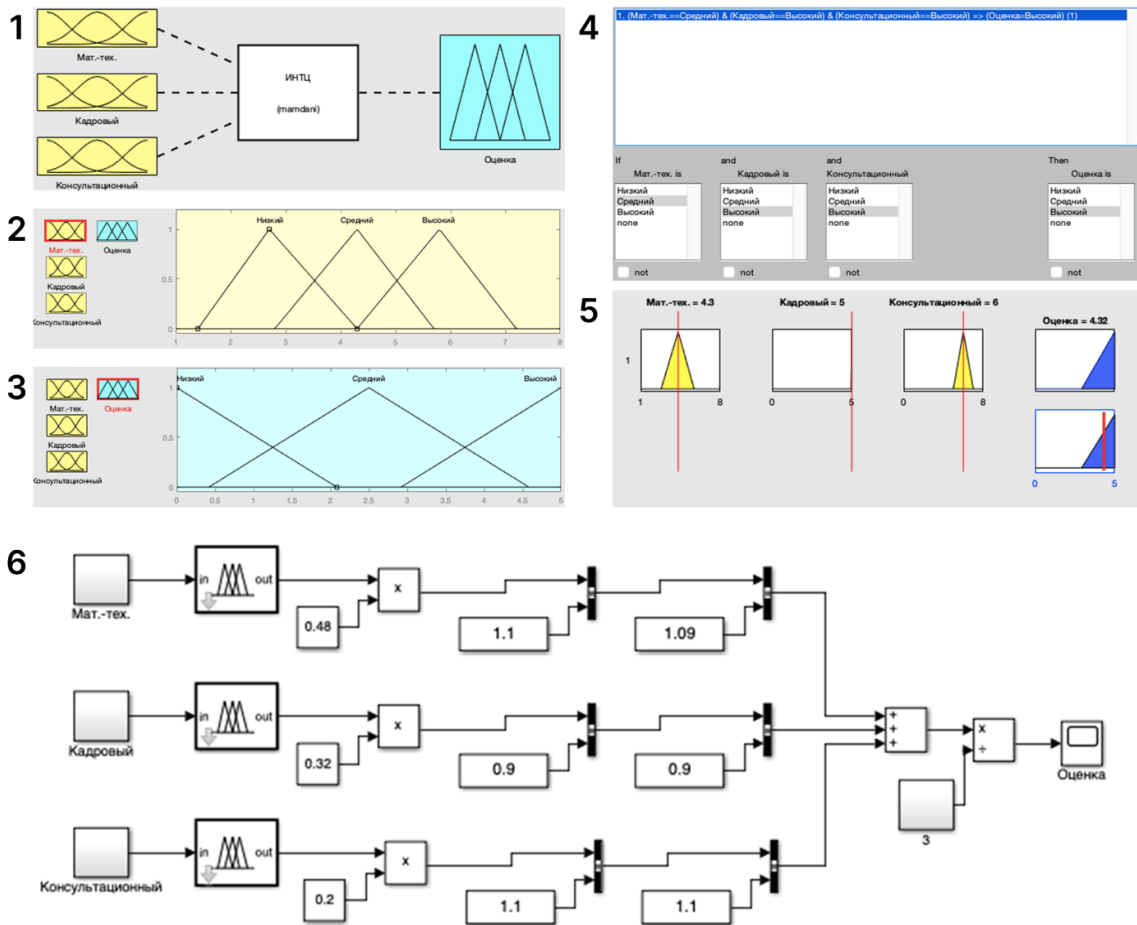 1
Мат.-тех.
Кадровый
Консультационный
ИНТЦ
(mamdani)
Оценка
2
Мат.-тех.
Оценка
Кадровый
Консультационный
Низкий
Средний
Высокий
1
0.5
0
1
2
3
4
5
6
7
8
3
Мат.-тех.
Оценка
Кадровый
Консультационный
Низкий
Средний
Высокий
1
0.5
0
0
0.5
1
1.5
2
2.5
3
3.5
4
4.5
5
4
1. (Мат.-тех.==Средний) & (Кадровый==Высокий) & (Консультационный==Высокий) => (Оценка=Высокий) (1)
If
and
and
Then
Мат.-тех. is
Кадровый is
Консультационный
Оценка is
Низкий
Средний
Высокий
none
Низкий
Средний
Высокий
none
Низкий
Средний
Высокий
none
Низкий
Средний
Высокий
none
not
not
not
not
5
Мат.-тех. = 4.3
Кадровый = 5
Консультационный = 6
Оценка = 4.32
1
1
8
0
5
0
8
0
5
6
Мат.-тех.
in
out
0.48
x
1.1
1.09
Кадровый
in
out
0.32
x
0.9
0.9
Консультационный
in
out
0.2
x
1.1
1.1
+
+
+
x
÷
3
Оценка